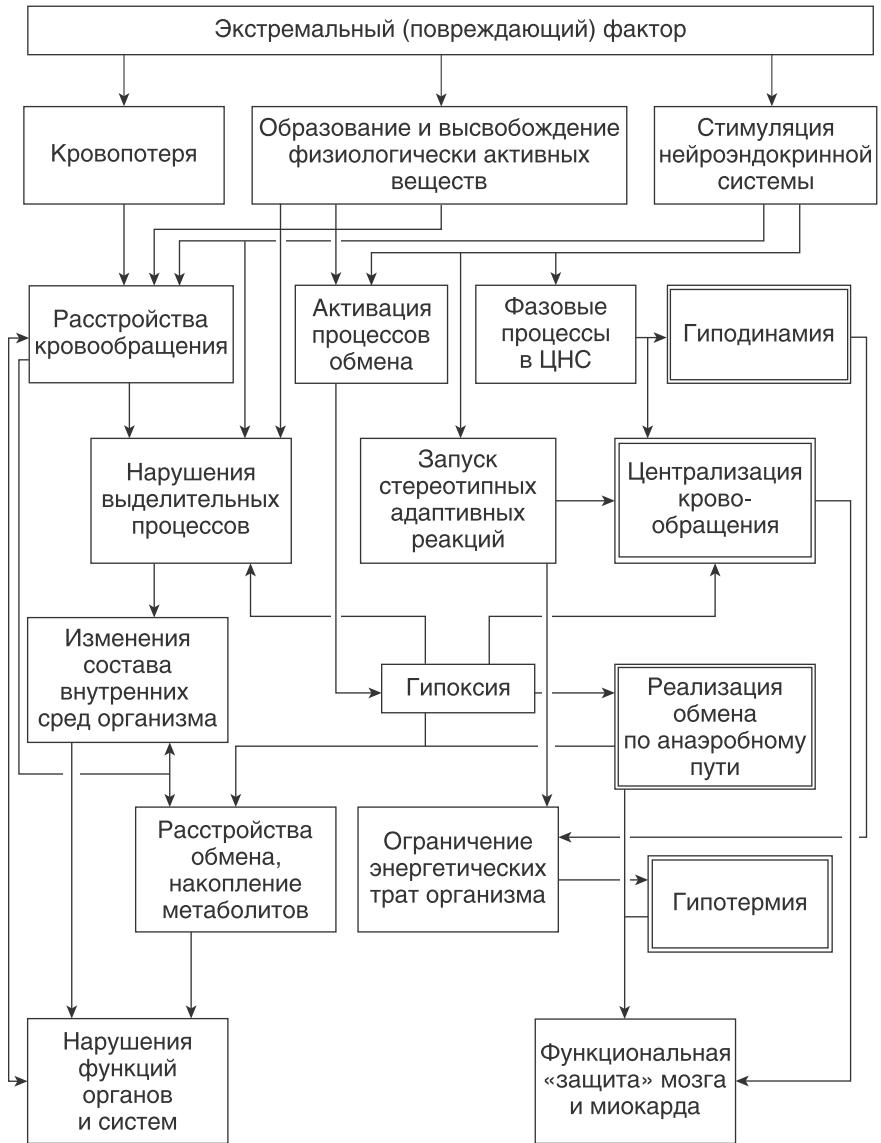 Экстремальный (повреждающий) фактор
Кровопотеря
Образование и высвобождение
физиологически активных
веществ
Стимуляция
нейроэндокринной
системы
Расстройства
кровообращения
Активация
процессов
обмена
Фазовые
процессы
в ЦНС
Гиподинамия
Нарушения
выделительных
процессов
Запуск
стереотипных
адаптивных
реакций
Централизация
крово-
обращения
Изменения
состава
внутренних
сред организма
Гипоксия
Реализация
обмена
по анаэробному
пути
Расстройства
обмена,
накопление
метаболитов
Ограничение
энергетических
трат организма
Гипотермия
Нарушения
функций
органов
и систем
Функциональная
«защита» мозга
и миокарда